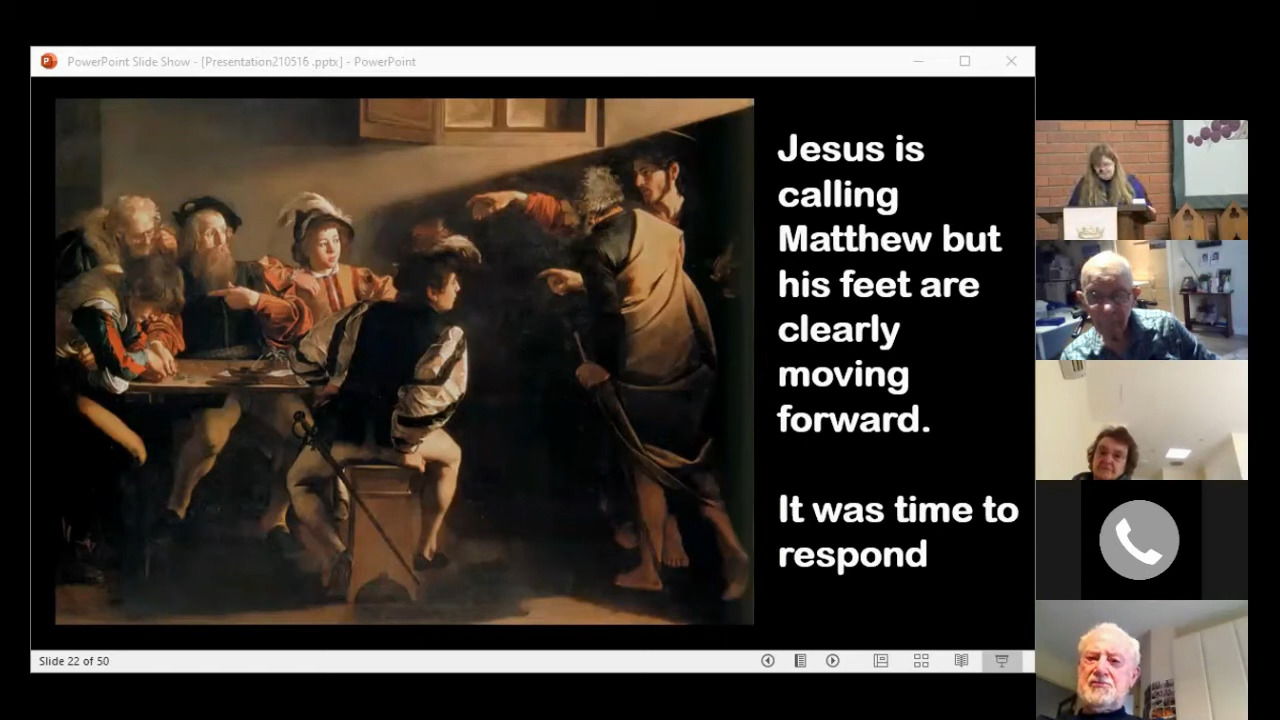 PowerPoint Slide Show - [Presentation210516 .pptx] - PowerPoint
Jesus is
calling
Matthew but
his feet are
clearly
moving
forward.
It was time to
respond
Slide 22 of 50